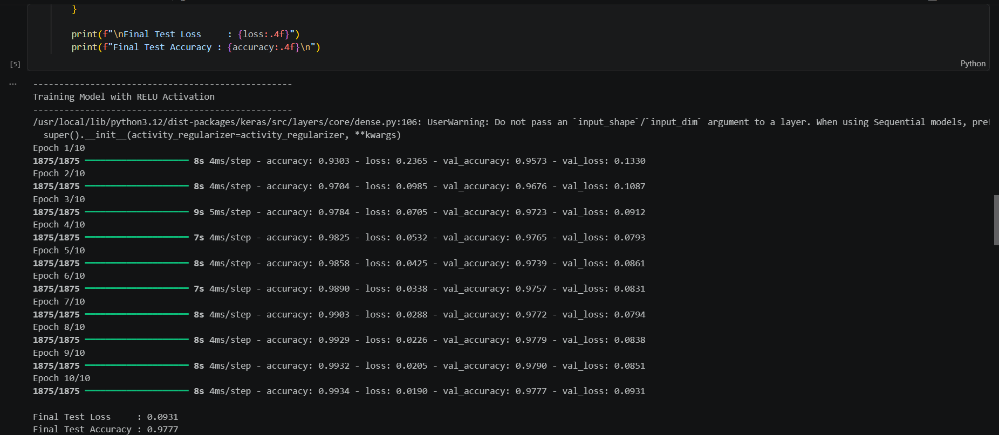 }
print(f"\nFinal Test Loss     : {loss:.4f}")
print(f"Final Test Accuracy : {accuracy:.4f}\n")
[5]
Python
...
--------------------------------------------------
Training Model with RELU Activation
--------------------------------------------------
/usr/local/lib/python3.12/dist-packages/keras/src/layers/core/dense.py:106: UserWarning: Do not pass an `input_shape`/`input_dim` argument to a layer. When using Sequential models,
  super().__init__(activity_regularizer=activity_regularizer, **kwargs)
Epoch 1/10
1875/1875 ━━━━━━━━━━━━━━━━━━━━ 8s 4ms/step - accuracy: 0.9303 - loss: 0.2365 - val_accuracy: 0.9573 - val_loss: 0.1330
Epoch 2/10
1875/1875 ━━━━━━━━━━━━━━━━━━━━ 8s 4ms/step - accuracy: 0.9704 - loss: 0.0985 - val_accuracy: 0.9676 - val_loss: 0.1087
Epoch 3/10
1875/1875 ━━━━━━━━━━━━━━━━━━━━ 9s 5ms/step - accuracy: 0.9784 - loss: 0.0705 - val_accuracy: 0.9723 - val_loss: 0.0912
Epoch 4/10
1875/1875 ━━━━━━━━━━━━━━━━━━━━ 7s 4ms/step - accuracy: 0.9825 - loss: 0.0532 - val_accuracy: 0.9765 - val_loss: 0.0793
Epoch 5/10
1875/1875 ━━━━━━━━━━━━━━━━━━━━ 8s 4ms/step - accuracy: 0.9858 - loss: 0.0425 - val_accuracy: 0.9739 - val_loss: 0.0861
Epoch 6/10
1875/1875 ━━━━━━━━━━━━━━━━━━━━ 7s 4ms/step - accuracy: 0.9890 - loss: 0.0338 - val_accuracy: 0.9757 - val_loss: 0.0831
Epoch 7/10
1875/1875 ━━━━━━━━━━━━━━━━━━━━ 8s 4ms/step - accuracy: 0.9903 - loss: 0.0288 - val_accuracy: 0.9772 - val_loss: 0.0794
Epoch 8/10
1875/1875 ━━━━━━━━━━━━━━━━━━━━ 8s 4ms/step - accuracy: 0.9929 - loss: 0.0226 - val_accuracy: 0.9779 - val_loss: 0.0838
Epoch 9/10
1875/1875 ━━━━━━━━━━━━━━━━━━━━ 8s 4ms/step - accuracy: 0.9932 - loss: 0.0205 - val_accuracy: 0.9790 - val_loss: 0.0851
Epoch 10/10
1875/1875 ━━━━━━━━━━━━━━━━━━━━ 8s 4ms/step - accuracy: 0.9934 - loss: 0.0190 - val_accuracy: 0.9777 - val_loss: 0.0931
Final Test Loss     : 0.0931
Final Test Accuracy : 0.9777